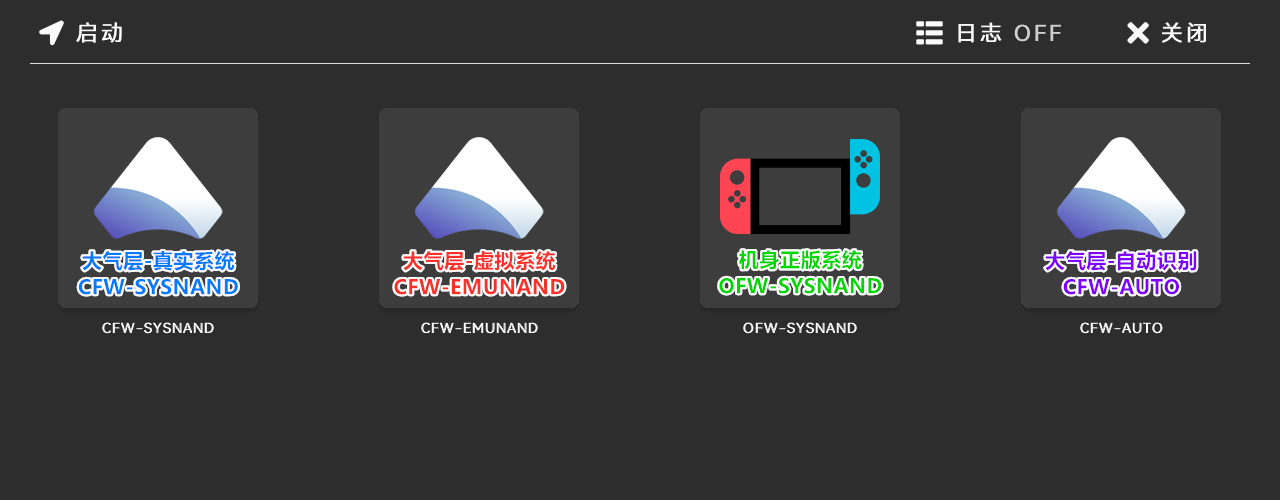 启动
日志 OFF
关闭
大气层-真实系统
CFW-SYSNAND
CFW-SYSNAND
大气层-虚拟系统
CFW-EMUNAND
CFW-EMUNAND
机身正版系统
OFW-SYSNAND
OFW-SYSNAND
大气层-自动识别
CFW-AUTO
CFW-AUTO